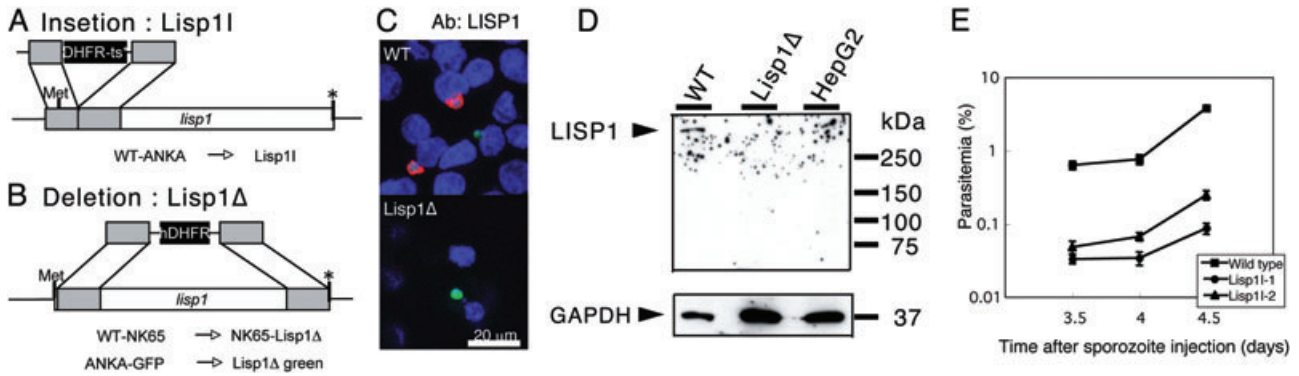 A Insetion : Lisp1I
DHFR-ts
Met
*
lisp1
WT-ANKA Lisp1I
B Deletion : Lisp1Δ
hDHFR
Met
*
lisp1
WT-NK65 NK65-Lisp1Δ
ANKA-GFP Lisp1Δ green
C Ab: LISP1
WT
Lisp1Δ
20 µm
D
WT
Lisp1Δ
HepG2
kDa
LISP1
250
150
100
75
GAPDH
37
E
Parasitemia (%)
10
1
0.1
0.01
Wild type
Lisp1I-1
Lisp1I-2
3.5 4 4.5
Time after sporozoite injection (days)